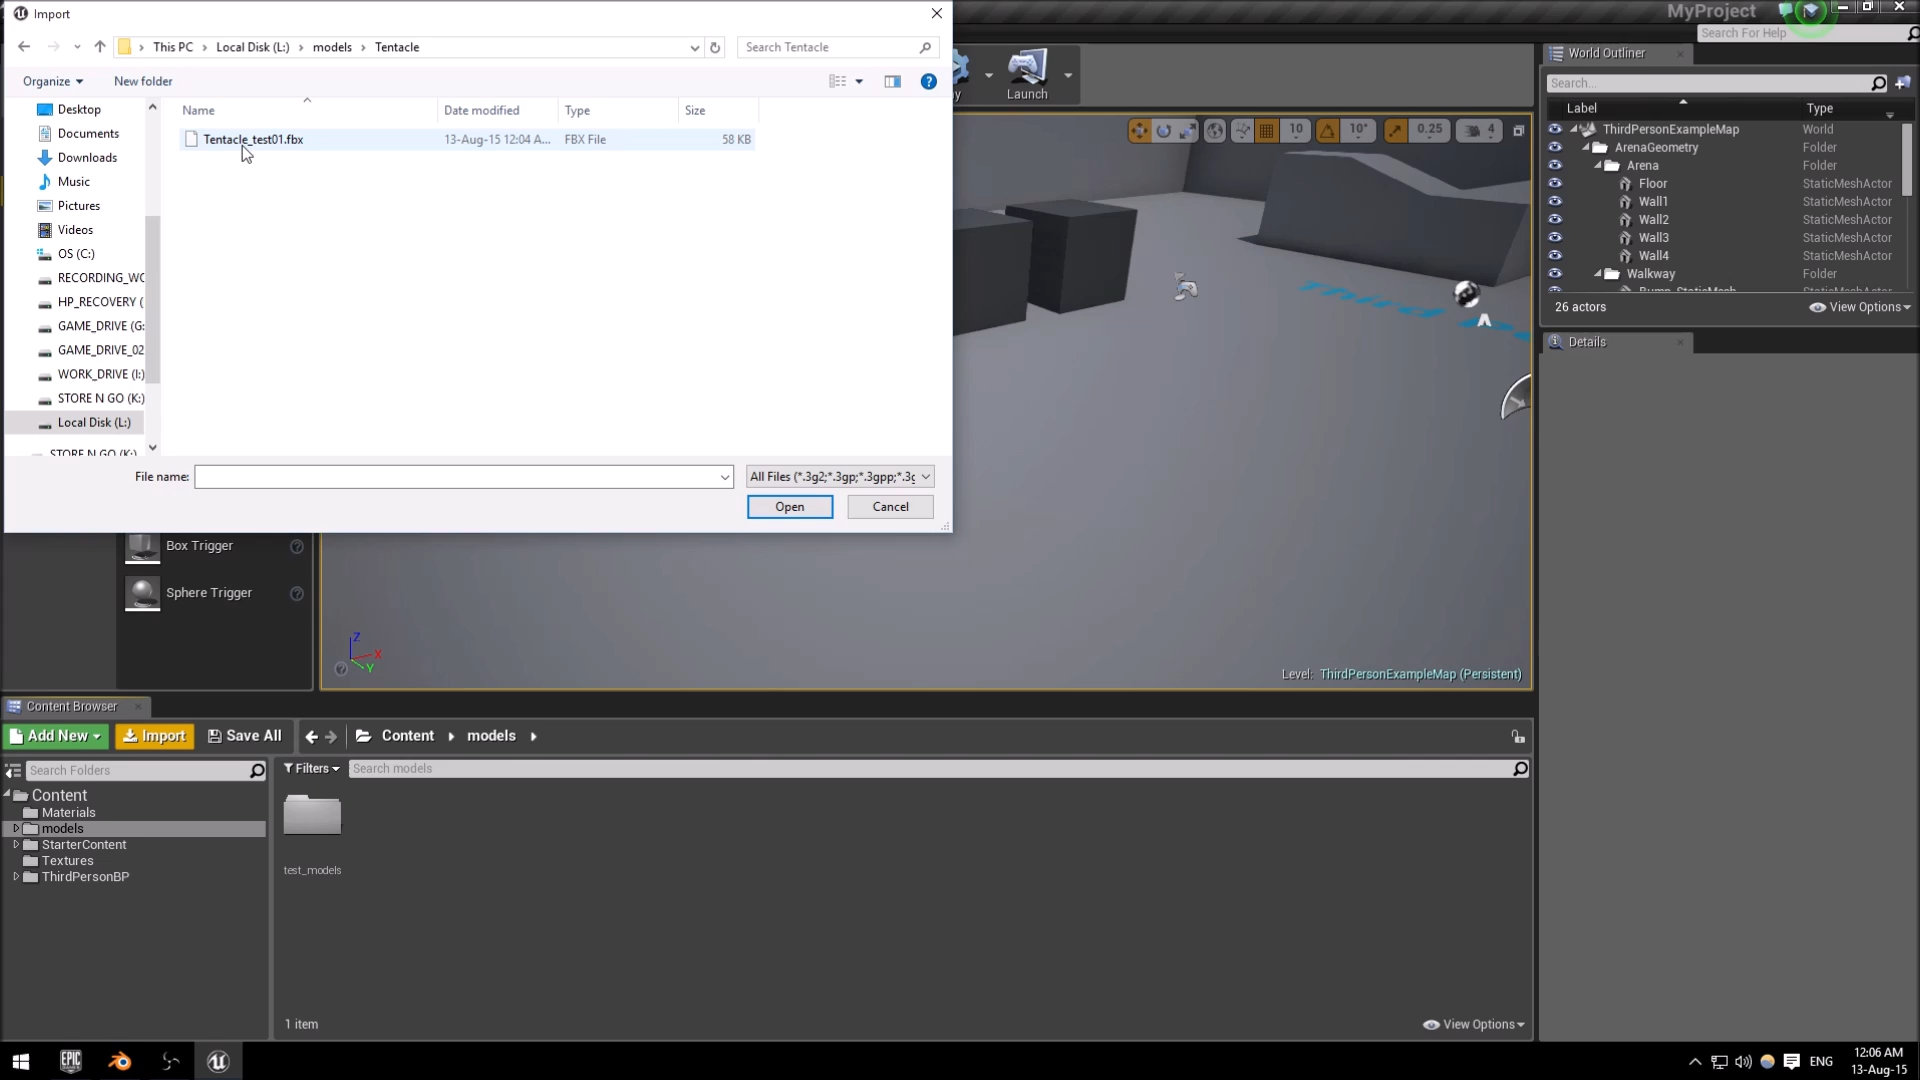 Import
MyProject
This PC > Local Disk (L:) > models > Tentacle
Search Tentacle
Search For Help
Organize
New folder
World Outliner
Search...
Desktop
Documents
Downloads
Music
Pictures
Videos
OS (C:)
RECORDING_WC
HP_RECOVERY (
GAME_DRIVE (G:
GAME_DRIVE_02
WORK_DRIVE (I:)
STORE N GO (K:)
Local Disk (L:)
STORE N GO (K:)
Name Date modified Type Size
Tentacle_test01.fbx 13-Aug-15 12:04 A... FBX File 58 KB
File name:
All Files (*.3g2;*.3gp;*.3gpp;*.3g
Open
Cancel
Launch
10 10° 0.25 4
Label Type
ThirdPersonExampleMap World
ArenaGeometry Folder
Arena Folder
Floor StaticMeshActor
Wall1 StaticMeshActor
Wall2 StaticMeshActor
Wall3 StaticMeshActor
Wall4 StaticMeshActor
Walkway Folder
Bump_StaticMesh
26 actors
View Options
Details
Third
Box Trigger
Sphere Trigger
Z
X
Y
Level: ThirdPersonExampleMap (Persistent)
Content Browser
Add New
Import
Save All
Content
models
Search Folders
Filters
Search models
Content
Materials
models
StarterContent
Textures
ThirdPersonBP
test_models
1 item
View Options
EPIC
ENG
12:06 AM
13-Aug-15